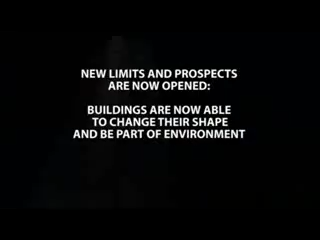 NEW LIMITS AND PROSPECTS
ARE NOW OPENED:
BUILDINGS ARE NOW ABLE
TO CHANGE THEIR SHAPE
AND BE PART OF ENVIRONMENT